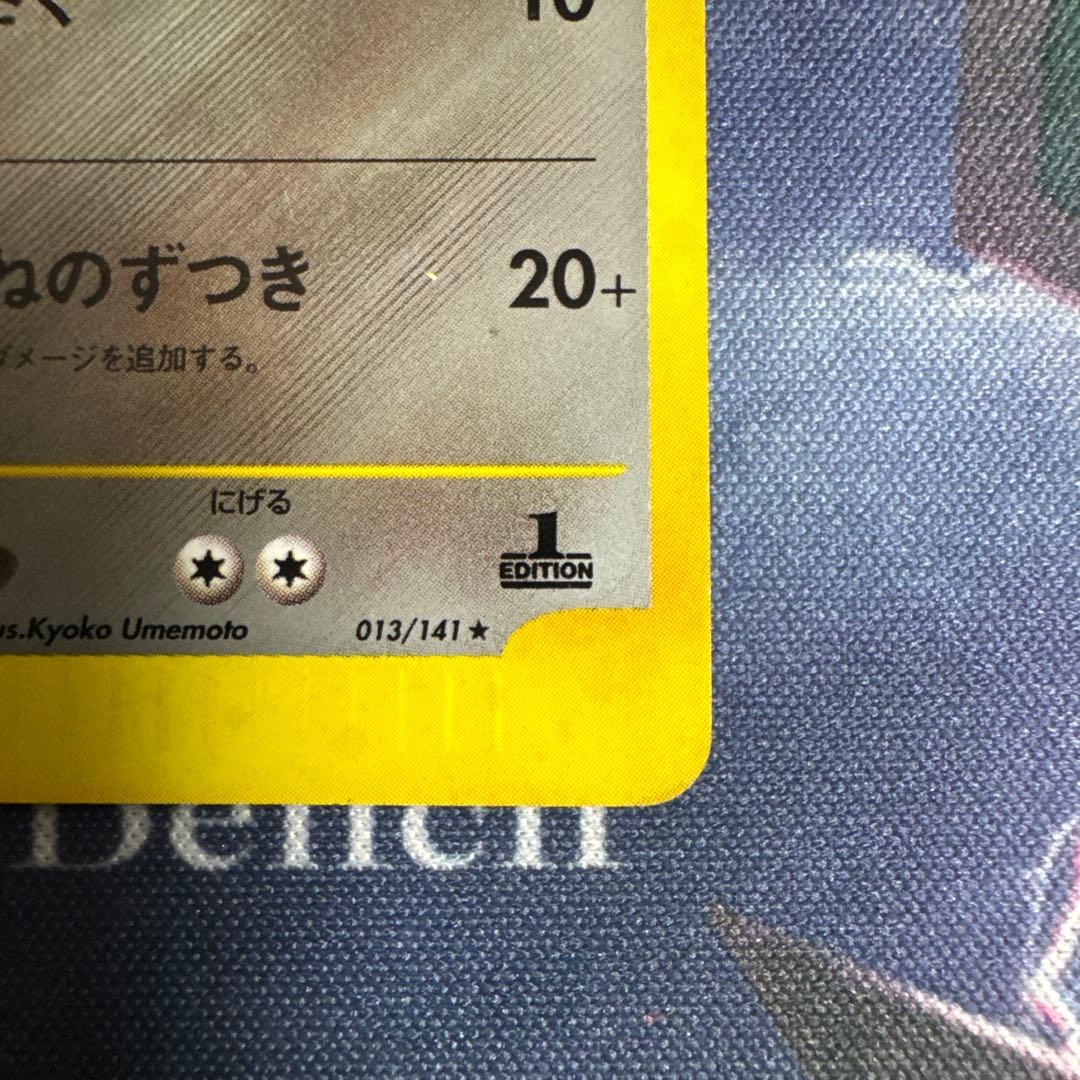 10
ねのずつき 20+
ダメージを追加する。
にげる
1
EDITION
us.Kyoko Umemoto 013/141★
Bench